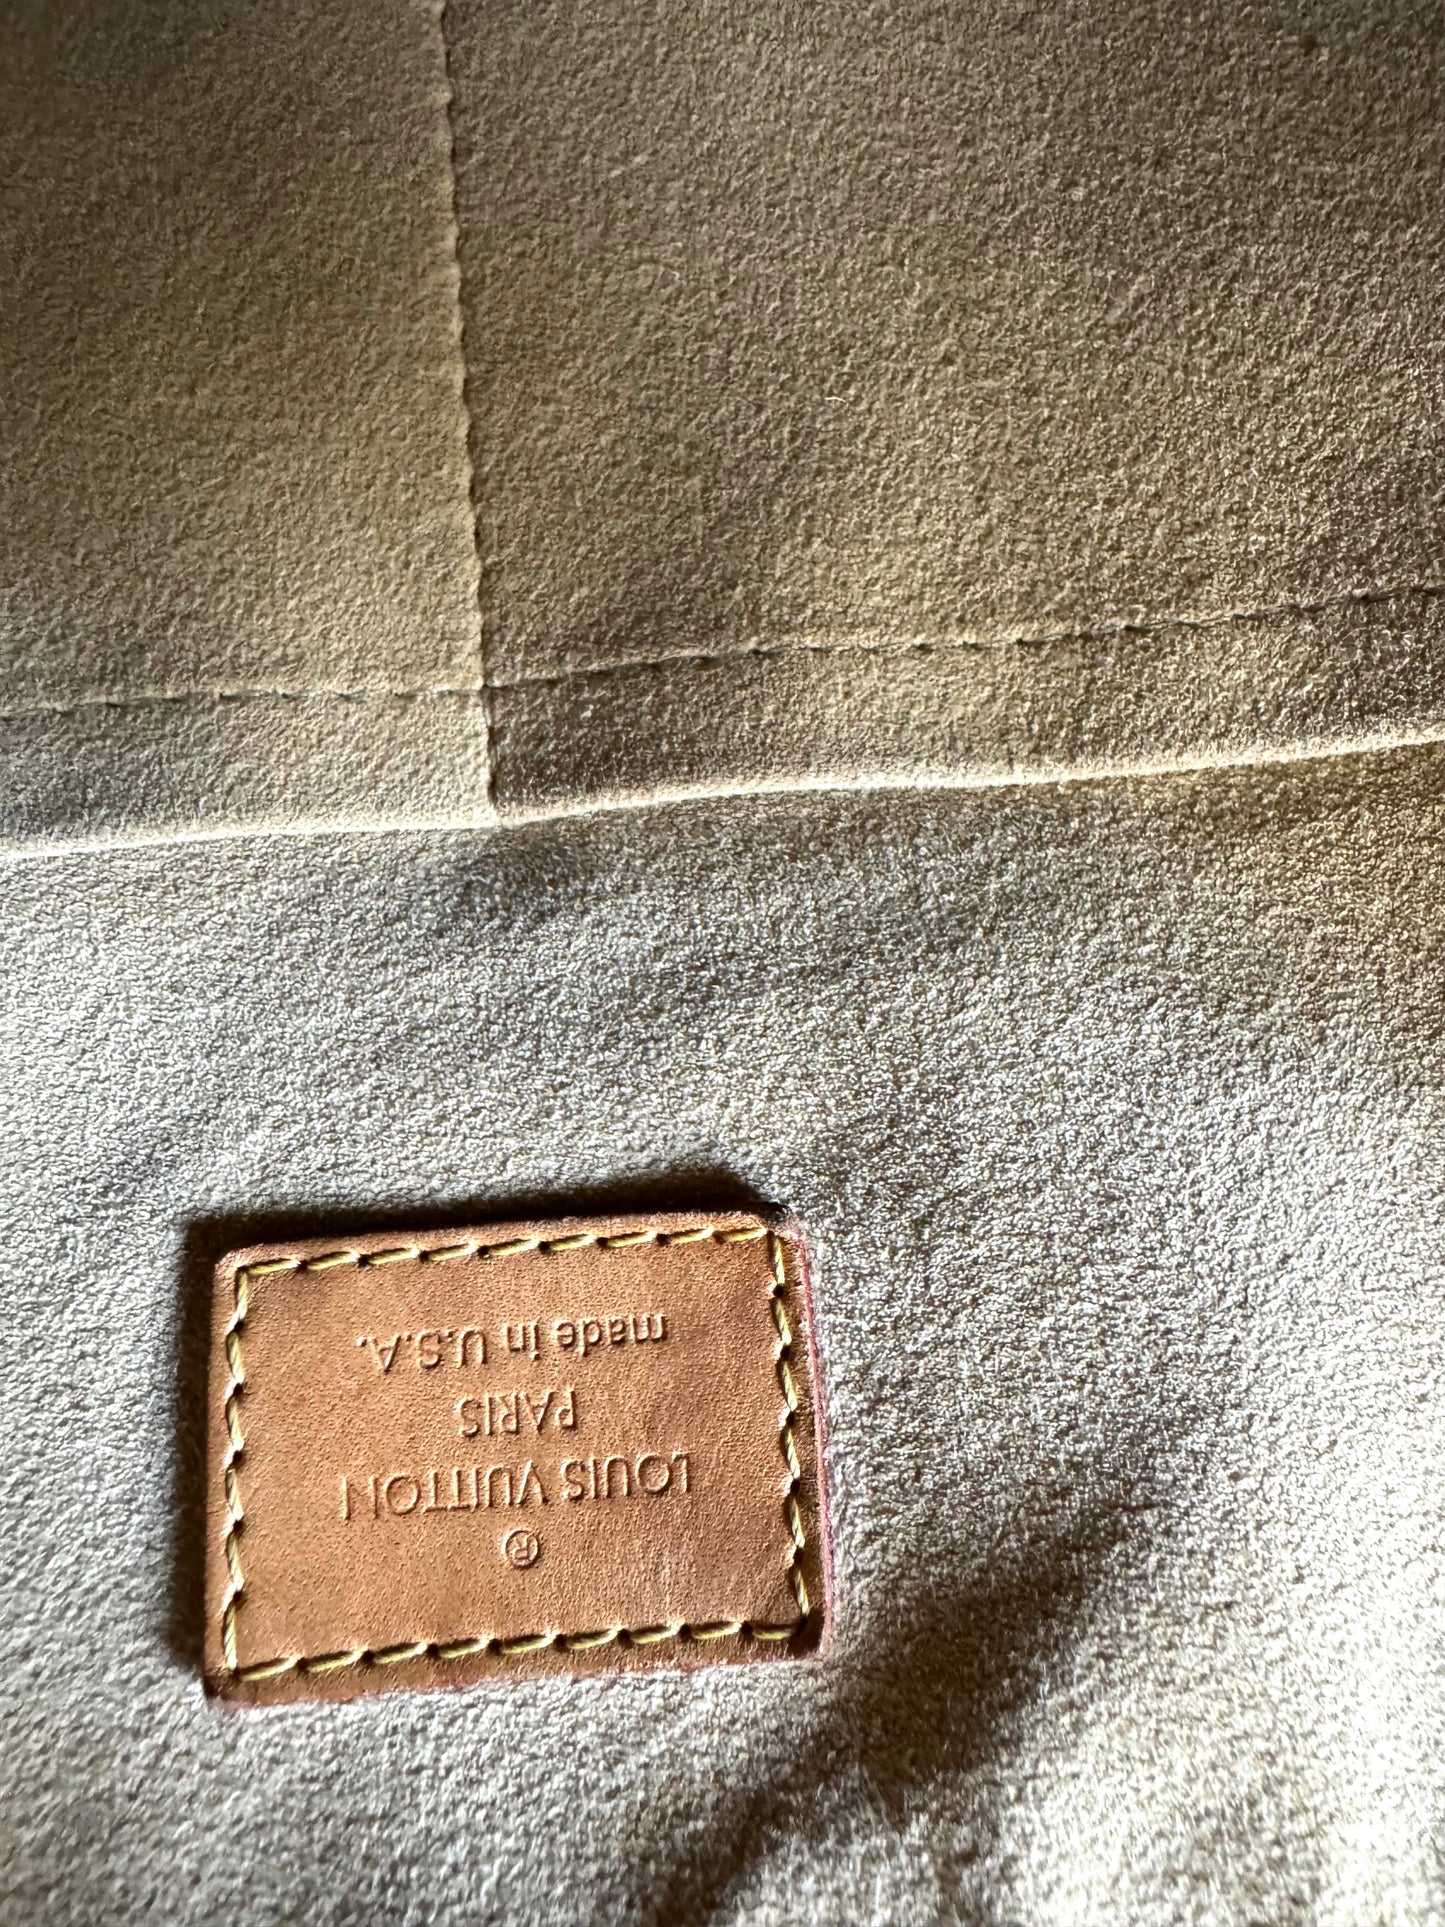 ®
LOUIS VUITTON
PARIS
made in U.S.A.